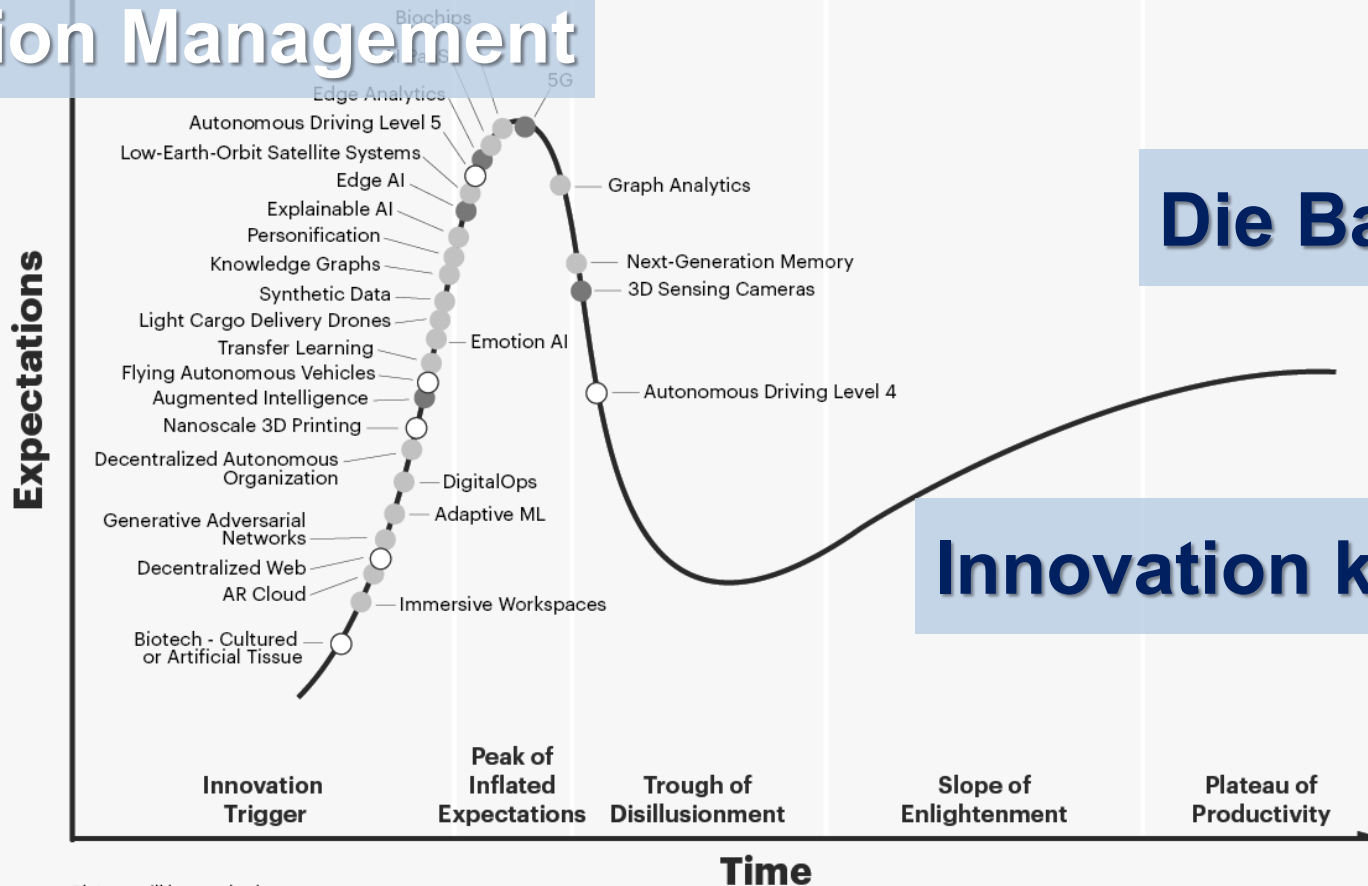 ion Management
Biochips
AI PaaS
5G
Edge Analytics
Autonomous Driving Level 5
Low-Earth-Orbit Satellite Systems
Edge AI
Explainable AI
Personification
Knowledge Graphs
Synthetic Data
Light Cargo Delivery Drones
Transfer Learning
Flying Autonomous Vehicles
Augmented Intelligence
Nanoscale 3D Printing
Decentralized Autonomous
Organization
Generative Adversarial
Networks
Decentralized Web
AR Cloud
Biotech - Cultured
or Artificial Tissue
Emotion AI
DigitalOps
Adaptive ML
Immersive Workspaces
Graph Analytics
Next-Generation Memory
3D Sensing Cameras
Autonomous Driving Level 4
Die Ba
Innovation k
Expectations
Innovation
Trigger
Peak of
Inflated
Expectations
Trough of
Disillusionment
Slope of
Enlightenment
Plateau of
Productivity
Time